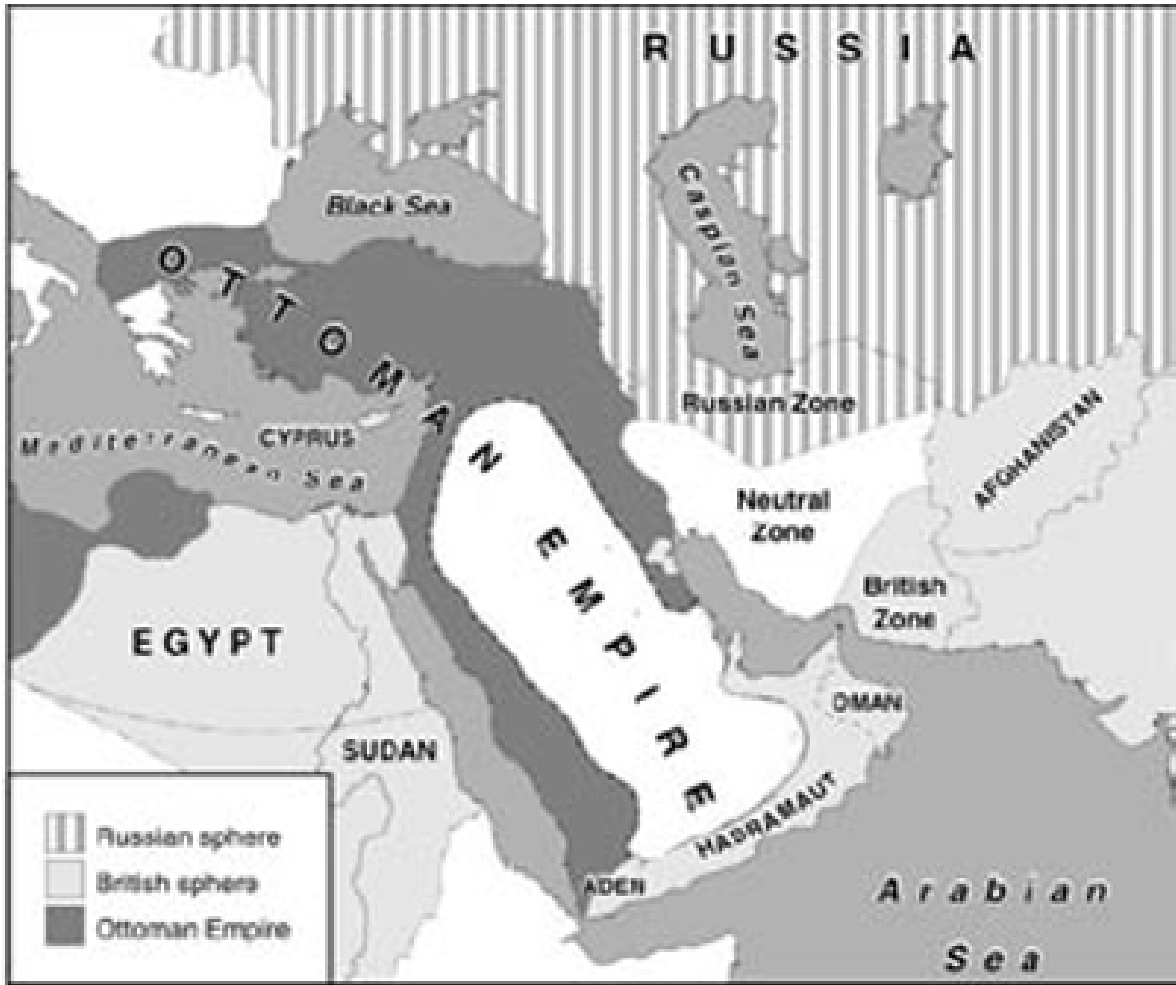 RUSSIA
Black Sea
Caspian Sea
OTTOMAN EMPIRE
Russian Zone
CYPRUS
Mediterranean Sea
AFGHANISTAN
Neutral
Zone
British
Zone
EGYPT
OMAN
SUDAN
HADRAMAUT
ADEN
Arabian
Sea
Russian sphere
British sphere
Ottoman Empire